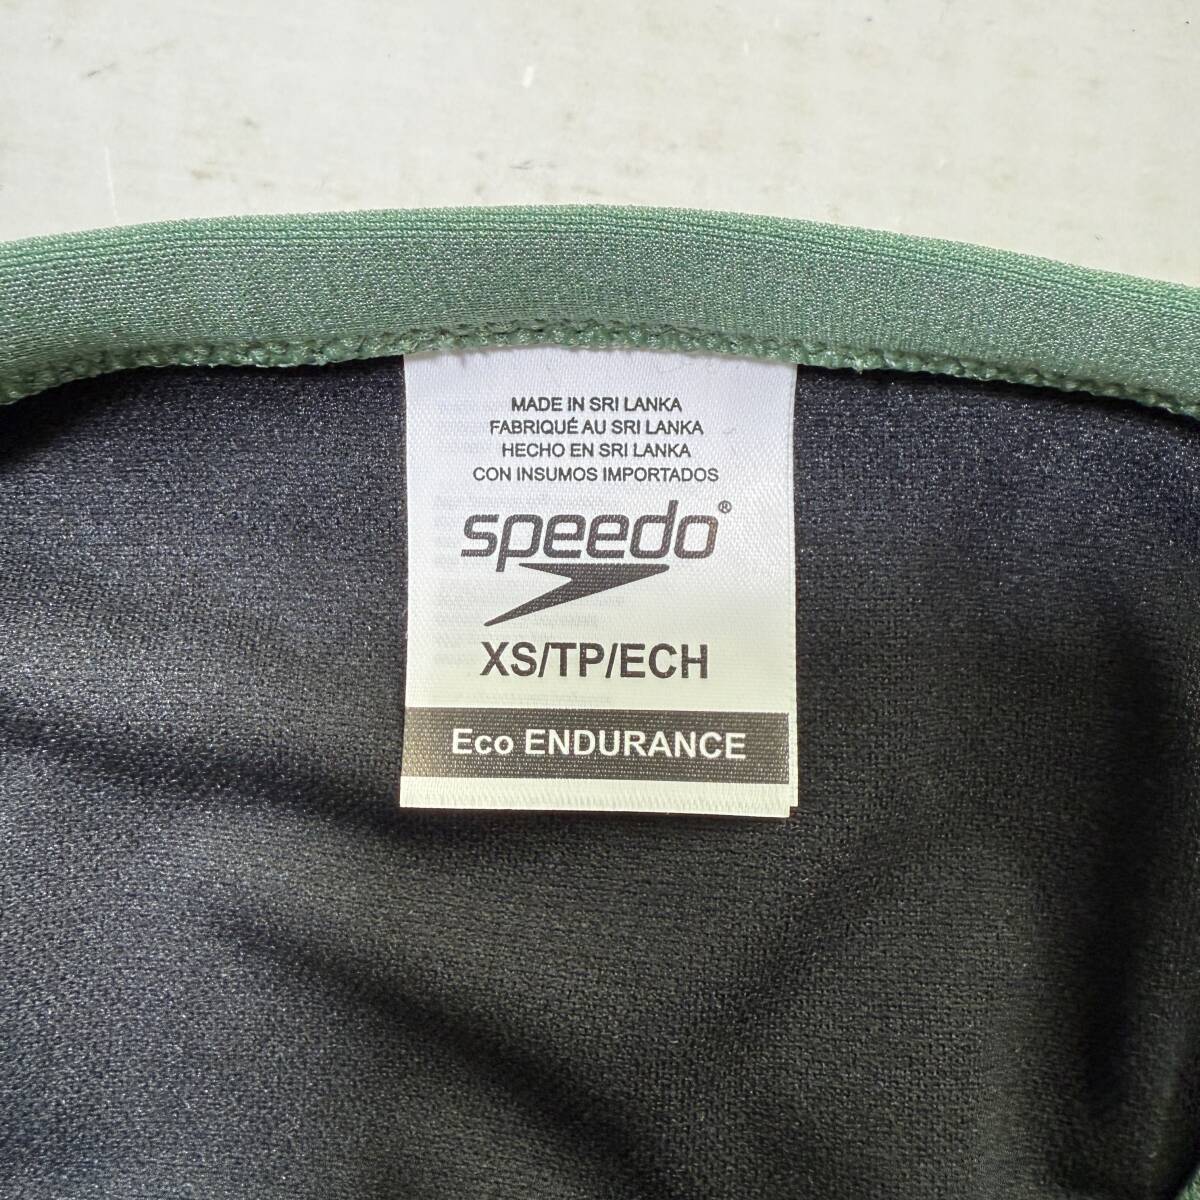 MADE IN SRI LANKA
FABRIQUÉ AU SRI LANKA
HECHO EN SRI LANKA
CON INSUMOS IMPORTADOS
speedo®
XS/TP/ECH
Eco ENDURANCE